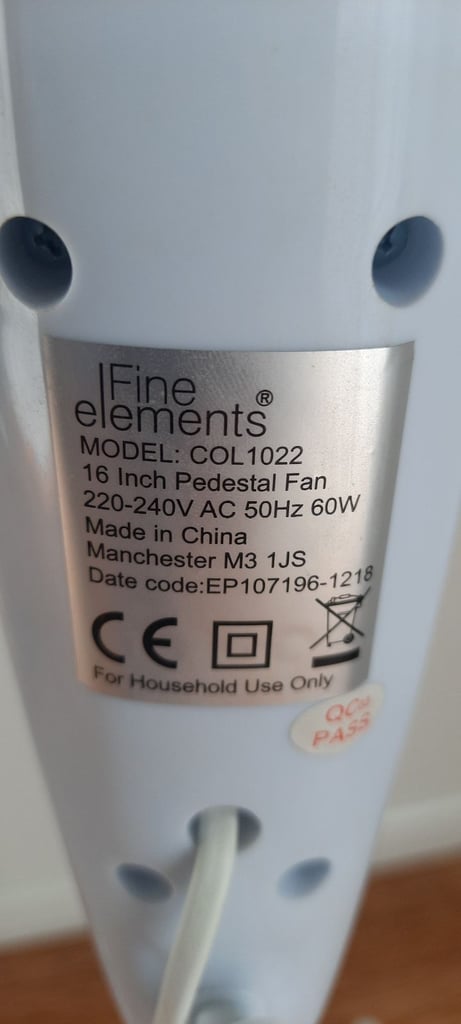 Fine
elements®
MODEL: COL1022
16 Inch Pedestal Fan
220-240V AC 50Hz 60W
Made in China
Manchester M3 1JS
Date code:EP107196-1218
CE
For Household Use Only
QC
PASS